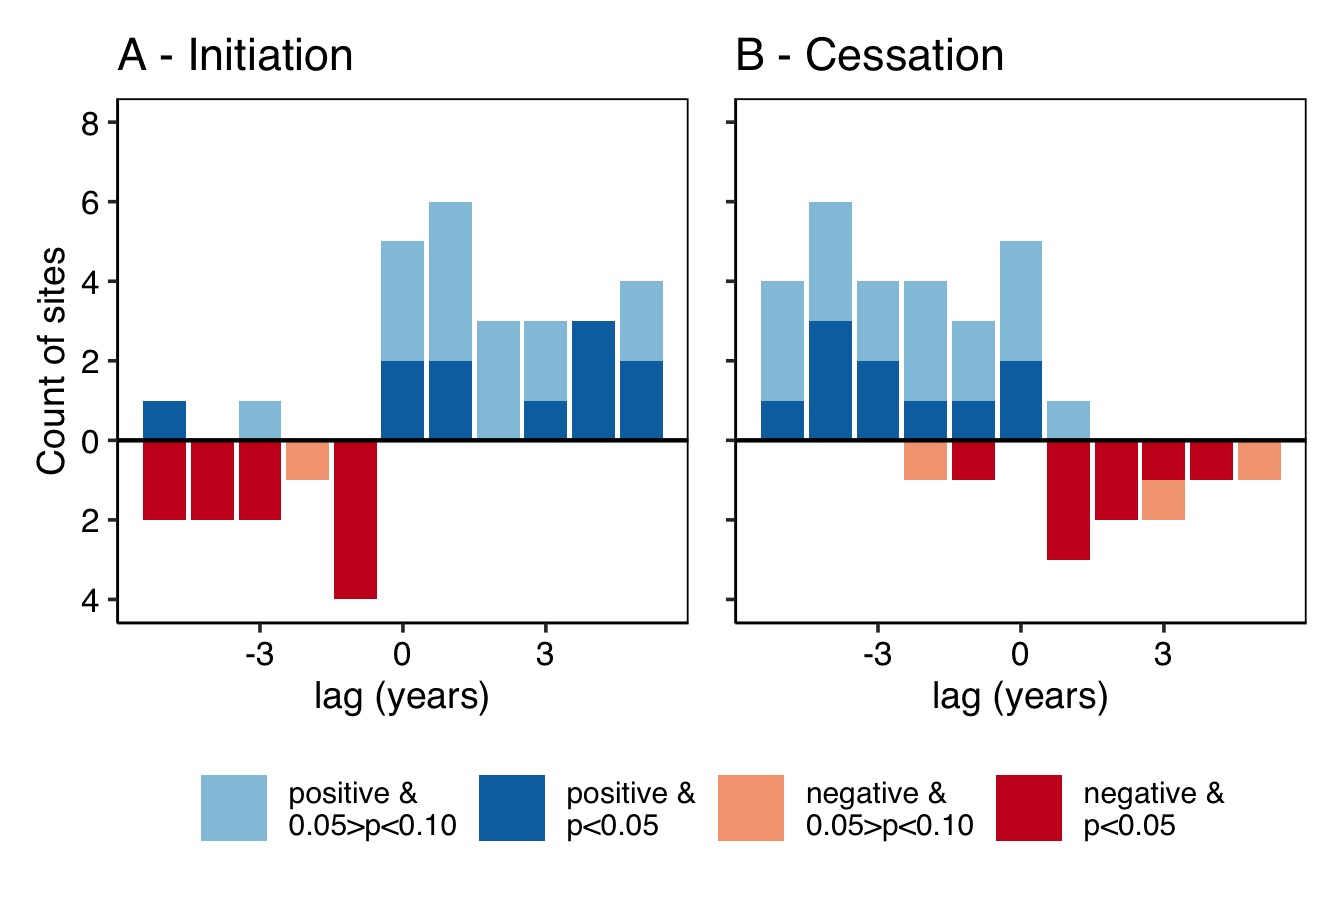 A - Initiation
B - Cessation
Count of sites
8
6
4
2
0
2
4
-3 0 3
-3 0 3
lag (years)
lag (years)
positive &
0.05>p<0.10
positive &
p<0.05
negative &
0.05>p<0.10
negative &
p<0.05